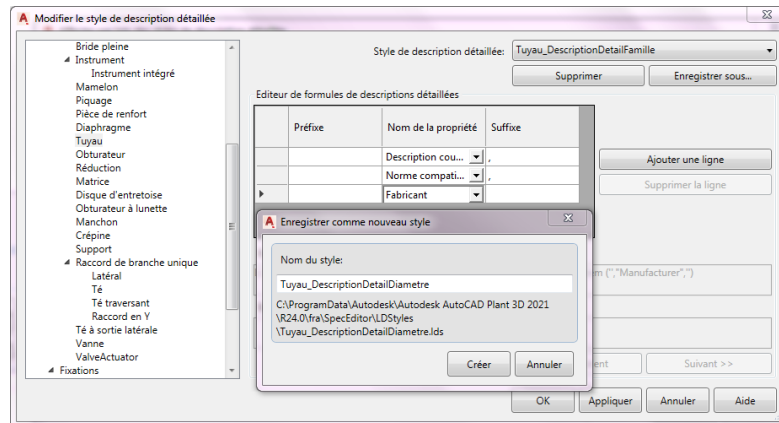 Modifier le style de description détaillée
Bride pleine
Instrument
Instrument intégré
Mamelon
Piquage
Pièce de renfort
Diaphragme
Tuyau
Obturateur
Réduction
Matrice
Disque d'entretoise
Obturateur à lunette
Manchon
Crépine
Support
Raccord de branche unique
Latéral
Té
Té traversant
Raccord en Y
Té à sortie latérale
Vanne
ValveActuator
Fixations
Style de description détaillée: Tuyau_DescriptionDetailFamille
Supprimer Enregistrer sous...
Editeur de formules de descriptions détaillées
Préfixe Nom de la propriété Suffixe
Description cou... ,
Norme compati... ,
Fabricant
Ajouter une ligne
Supprimer la ligne
Enregistrer comme nouveau style
Nom du style:
Tuyau_DescriptionDetailDiametre
C:\ProgramData\Autodesk\Autodesk AutoCAD Plant 3D 2021
\R24.0\fra\SpecEditor\LDStyles
\Tuyau_DescriptionDetailDiametre.lds
Créer Annuler
("","Manufacturer","")
Suivant >>
OK Appliquer Annuler Aide